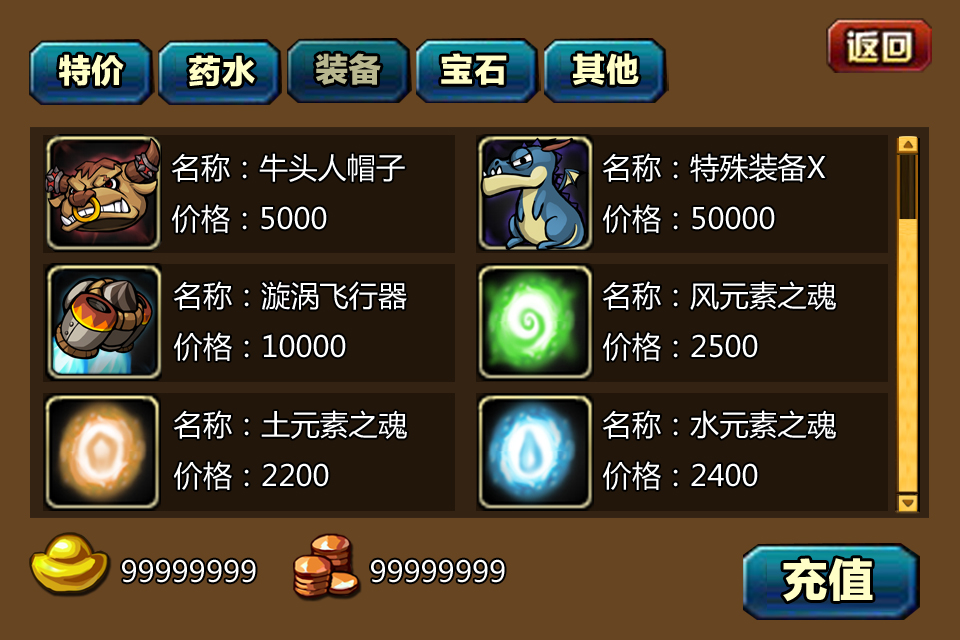 特价 药水 装备 宝石 其他 返回
名称：牛头人帽子
价格：5000
名称：特殊装备X
价格：50000
名称：漩涡飞行器
价格：10000
名称：风元素之魂
价格：2500
名称：土元素之魂
价格：2200
名称：水元素之魂
价格：2400
99999999
99999999
充值